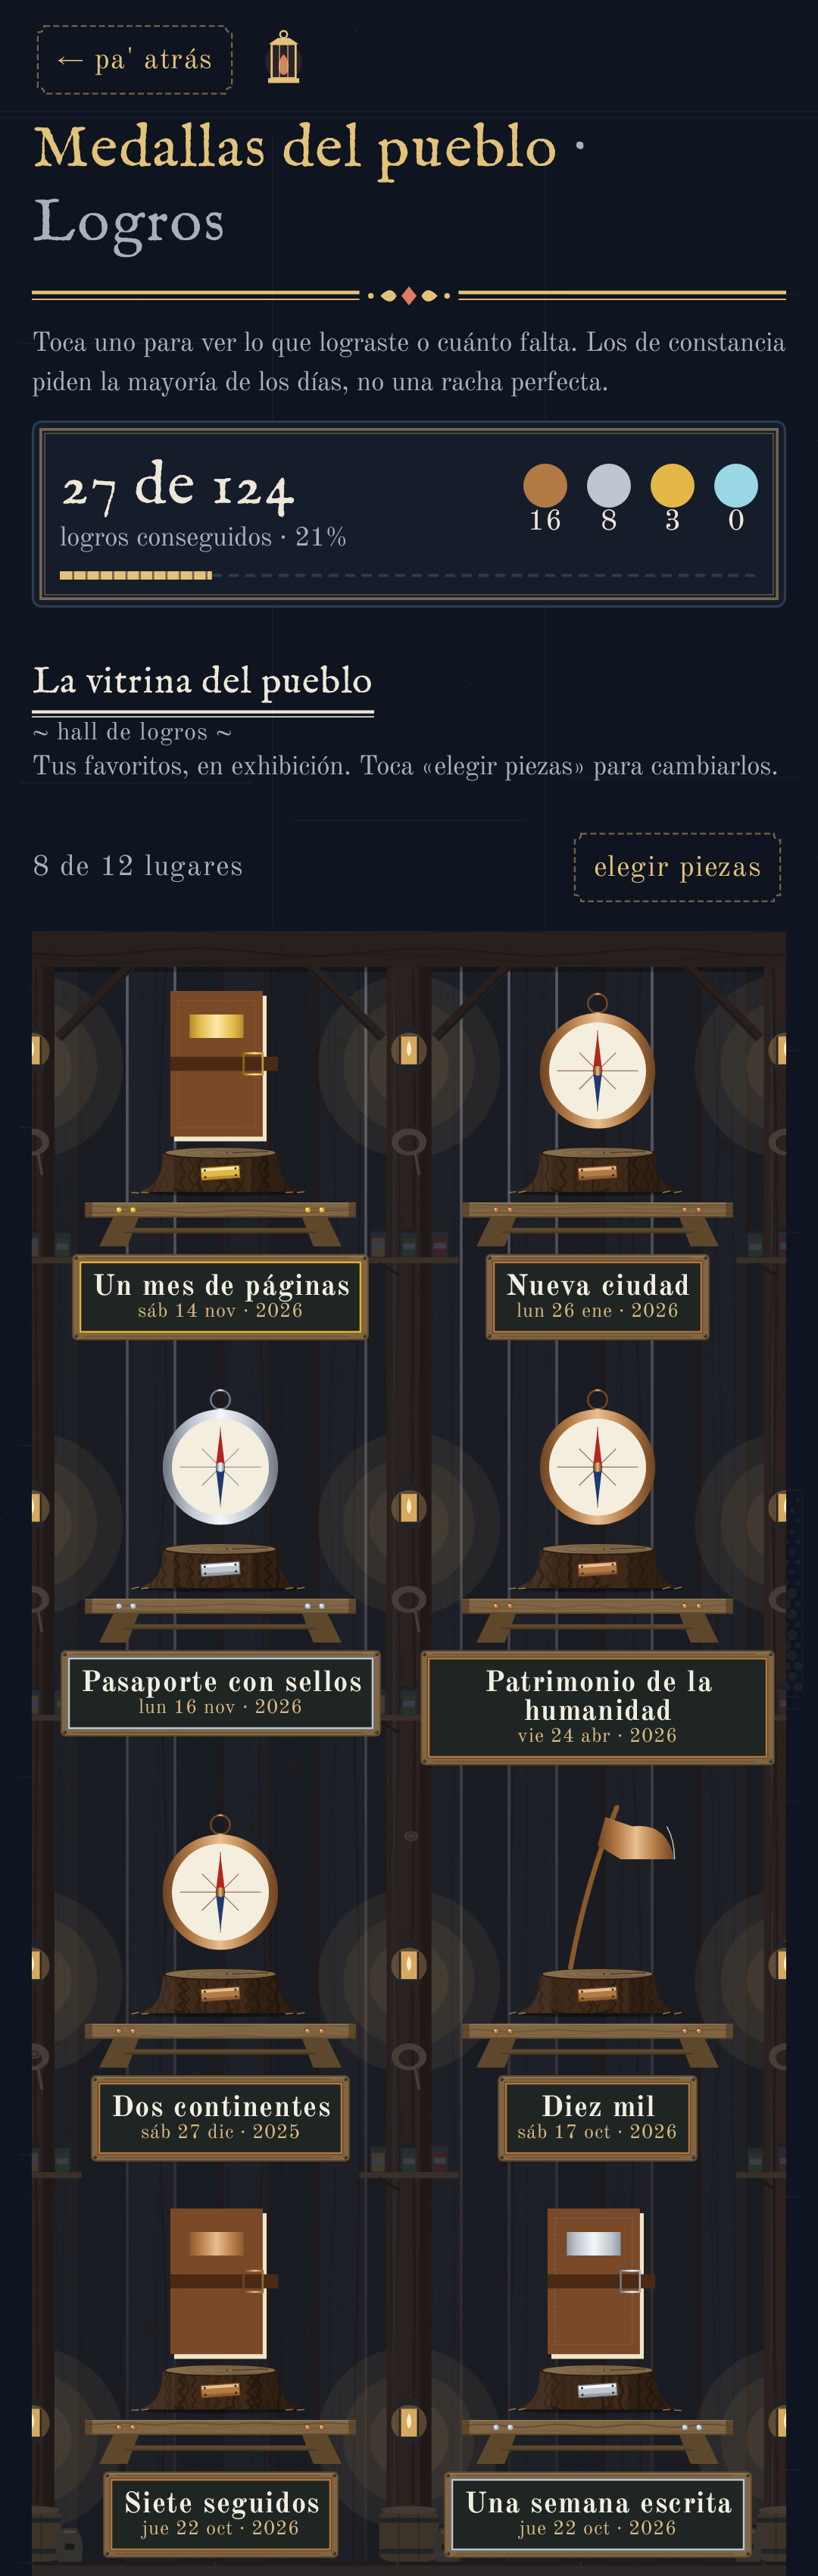 ← pa' atrás
Medallas del pueblo ·
Logros
Toca uno para ver lo que lograste o cuánto falta. Los de constancia
piden la mayoría de los días, no una racha perfecta.
27 de 124
logros conseguidos · 21%
16 8 3 0
La vitrina del pueblo
~ hall de logros ~
Tus favoritos, en exhibición. Toca «elegir piezas» para cambiarlos.
8 de 12 lugares
elegir piezas
Un mes de páginas
sáb 14 nov · 2026
Nueva ciudad
lun 26 ene · 2026
Pasaporte con sellos
lun 16 nov · 2026
Patrimonio de la
humanidad
vie 24 abr · 2026
Dos continentes
sáb 27 dic · 2025
Diez mil
sáb 17 oct · 2026
Siete seguidos
jue 22 oct · 2026
Una semana escrita
jue 22 oct · 2026